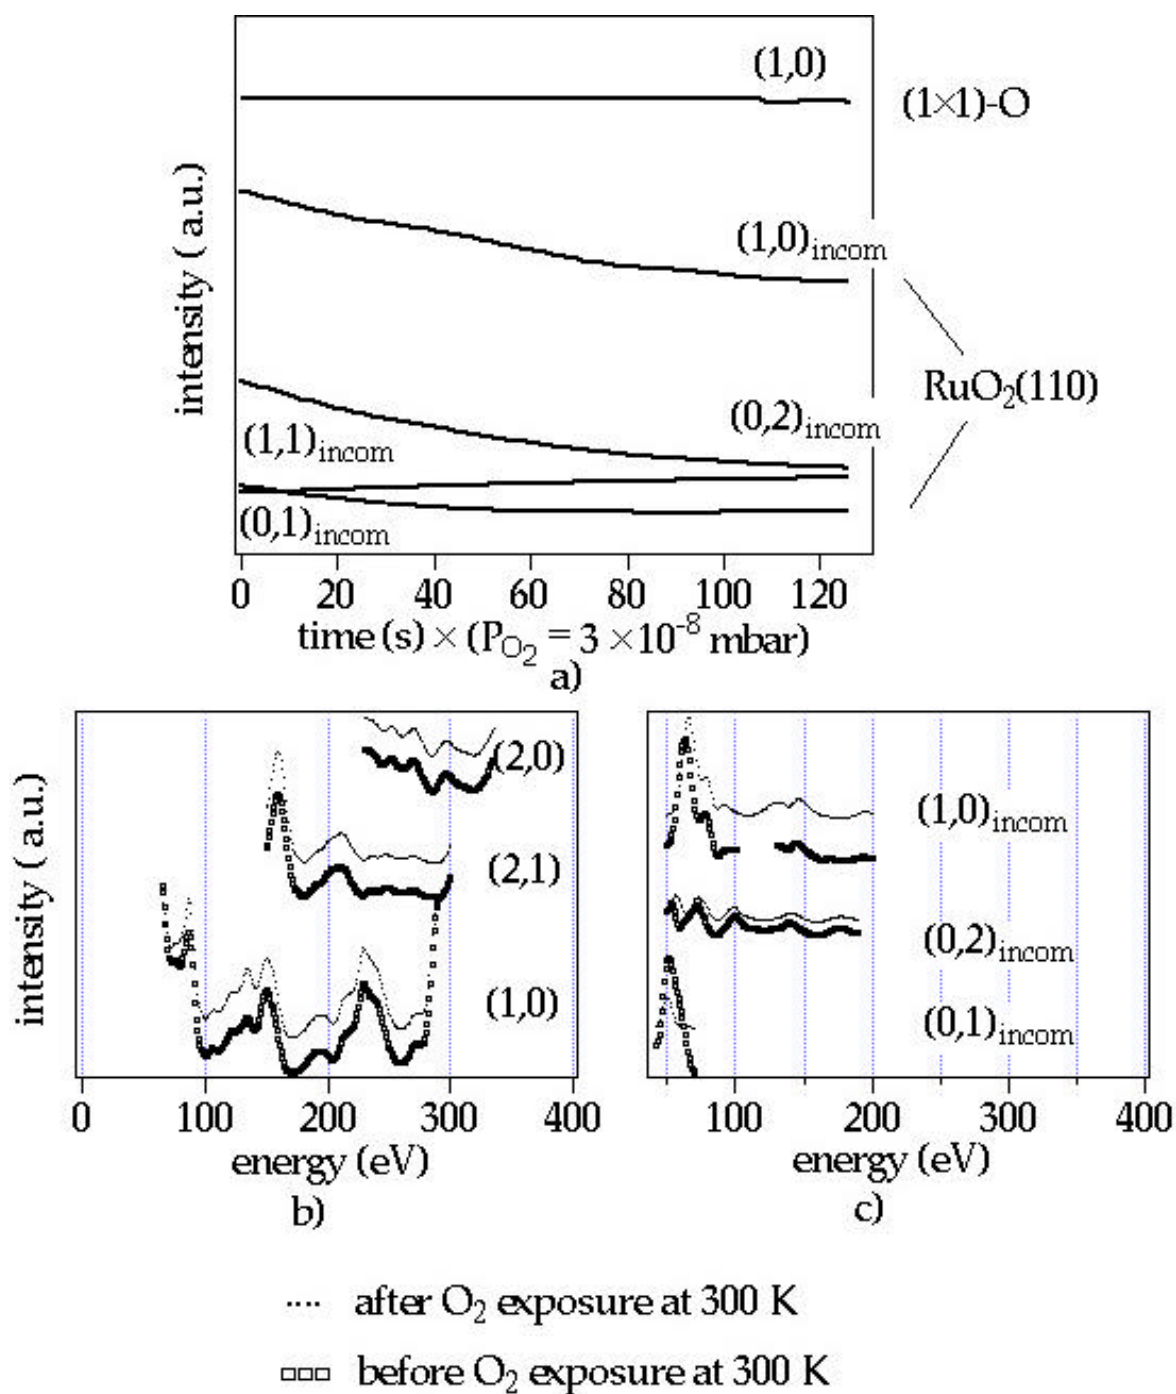 intensity ( a.u.)
(1,0)
(1×1)-O
(1,0)incom
RuO2(110)
(0,2)incom
(1,1)incom
(0,1)incom
0 20 40 60 80 100 120
time (s) × (PO2 = 3 ×10-8 mbar)
a)
intensity ( a.u.)
(2,0)
(2,1)
(1,0)
0 100 200 300 400
energy (eV)
b)
(1,0)incom
(0,2)incom
(0,1)incom
100 200 300 400
energy (eV)
c)
after O2 exposure at 300 K
before O2 exposure at 300 K